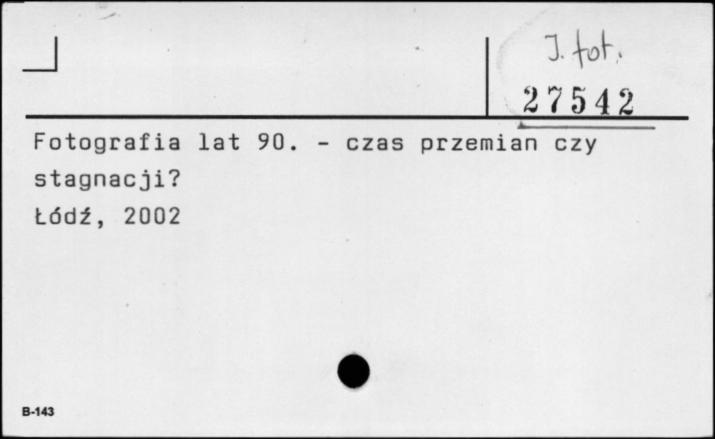 J. fot.
27542
Fotografia lat 90. - czas przemian czy
stagnacji?
Łódź, 2002
B-143